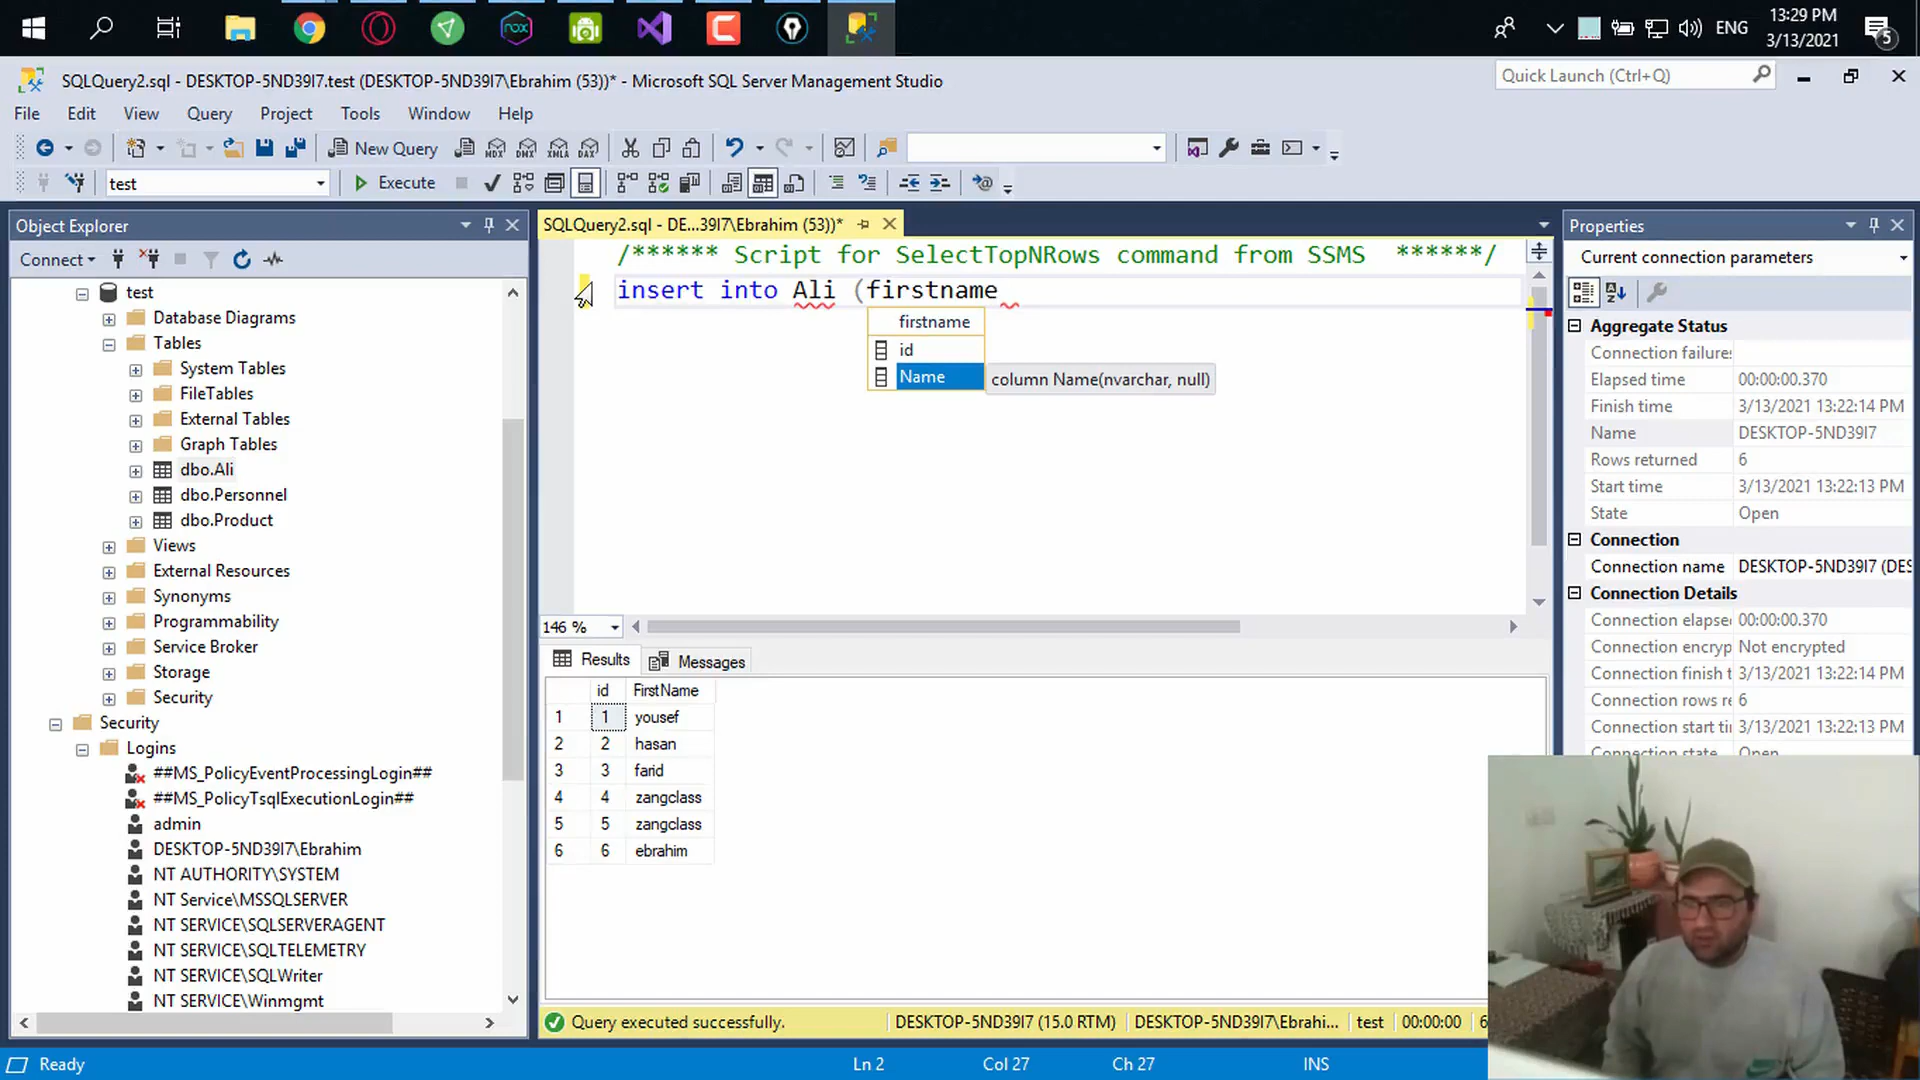 nox
ENG
13:29 PM
3/13/2021
5
SQLQuery2.sql - DESKTOP-5ND39I7.test (DESKTOP-5ND39I7\Ebrahim (53))* - Microsoft SQL Server Management Studio
Quick Launch (Ctrl+Q)
File Edit View Query Project Tools Window Help
New Query
MDX DMX XMLA DAX
test
Execute
Object Explorer
Connect
test
Database Diagrams
Tables
System Tables
FileTables
External Tables
Graph Tables
dbo.Ali
dbo.Personnel
dbo.Product
Views
External Resources
Synonyms
Programmability
Service Broker
Storage
Security
Security
Logins
##MS_PolicyEventProcessingLogin##
##MS_PolicyTsqlExecutionLogin##
admin
DESKTOP-5ND39I7\Ebrahim
NT AUTHORITY\SYSTEM
NT Service\MSSQLSERVER
NT SERVICE\SQLSERVERAGENT
NT SERVICE\SQLTELEMETRY
NT SERVICE\SQLWriter
NT SERVICE\Winmgmt
SQLQuery2.sql - DE...39I7\Ebrahim (53))*
/****** Script for SelectTopNRows command from SSMS ******/
insert into Ali (firstname
firstname
id
Name
column Name(nvarchar, null)
146 %
Results Messages
id FirstName
1 1 yousef
2 2 hasan
3 3 farid
4 4 zangclass
5 5 zangclass
6 6 ebrahim
Query executed successfully. DESKTOP-5ND39I7 (15.0 RTM) DESKTOP-5ND39I7\Ebrahi... test 00:00:00 6
Properties
Current connection parameters
Aggregate Status
Connection failure:
Elapsed time 00:00:00.370
Finish time 3/13/2021 13:22:14 PM
Name DESKTOP-5ND39I7
Rows returned 6
Start time 3/13/2021 13:22:13 PM
State Open
Connection
Connection name DESKTOP-5ND39I7 (DES
Connection Details
Connection elapse 00:00:00.370
Connection encryp Not encrypted
Connection finish t 3/13/2021 13:22:14 PM
Connection rows re 6
Connection start ti 3/13/2021 13:22:13 PM
Connection state Open
Ready Ln 2 Col 27 Ch 27 INS